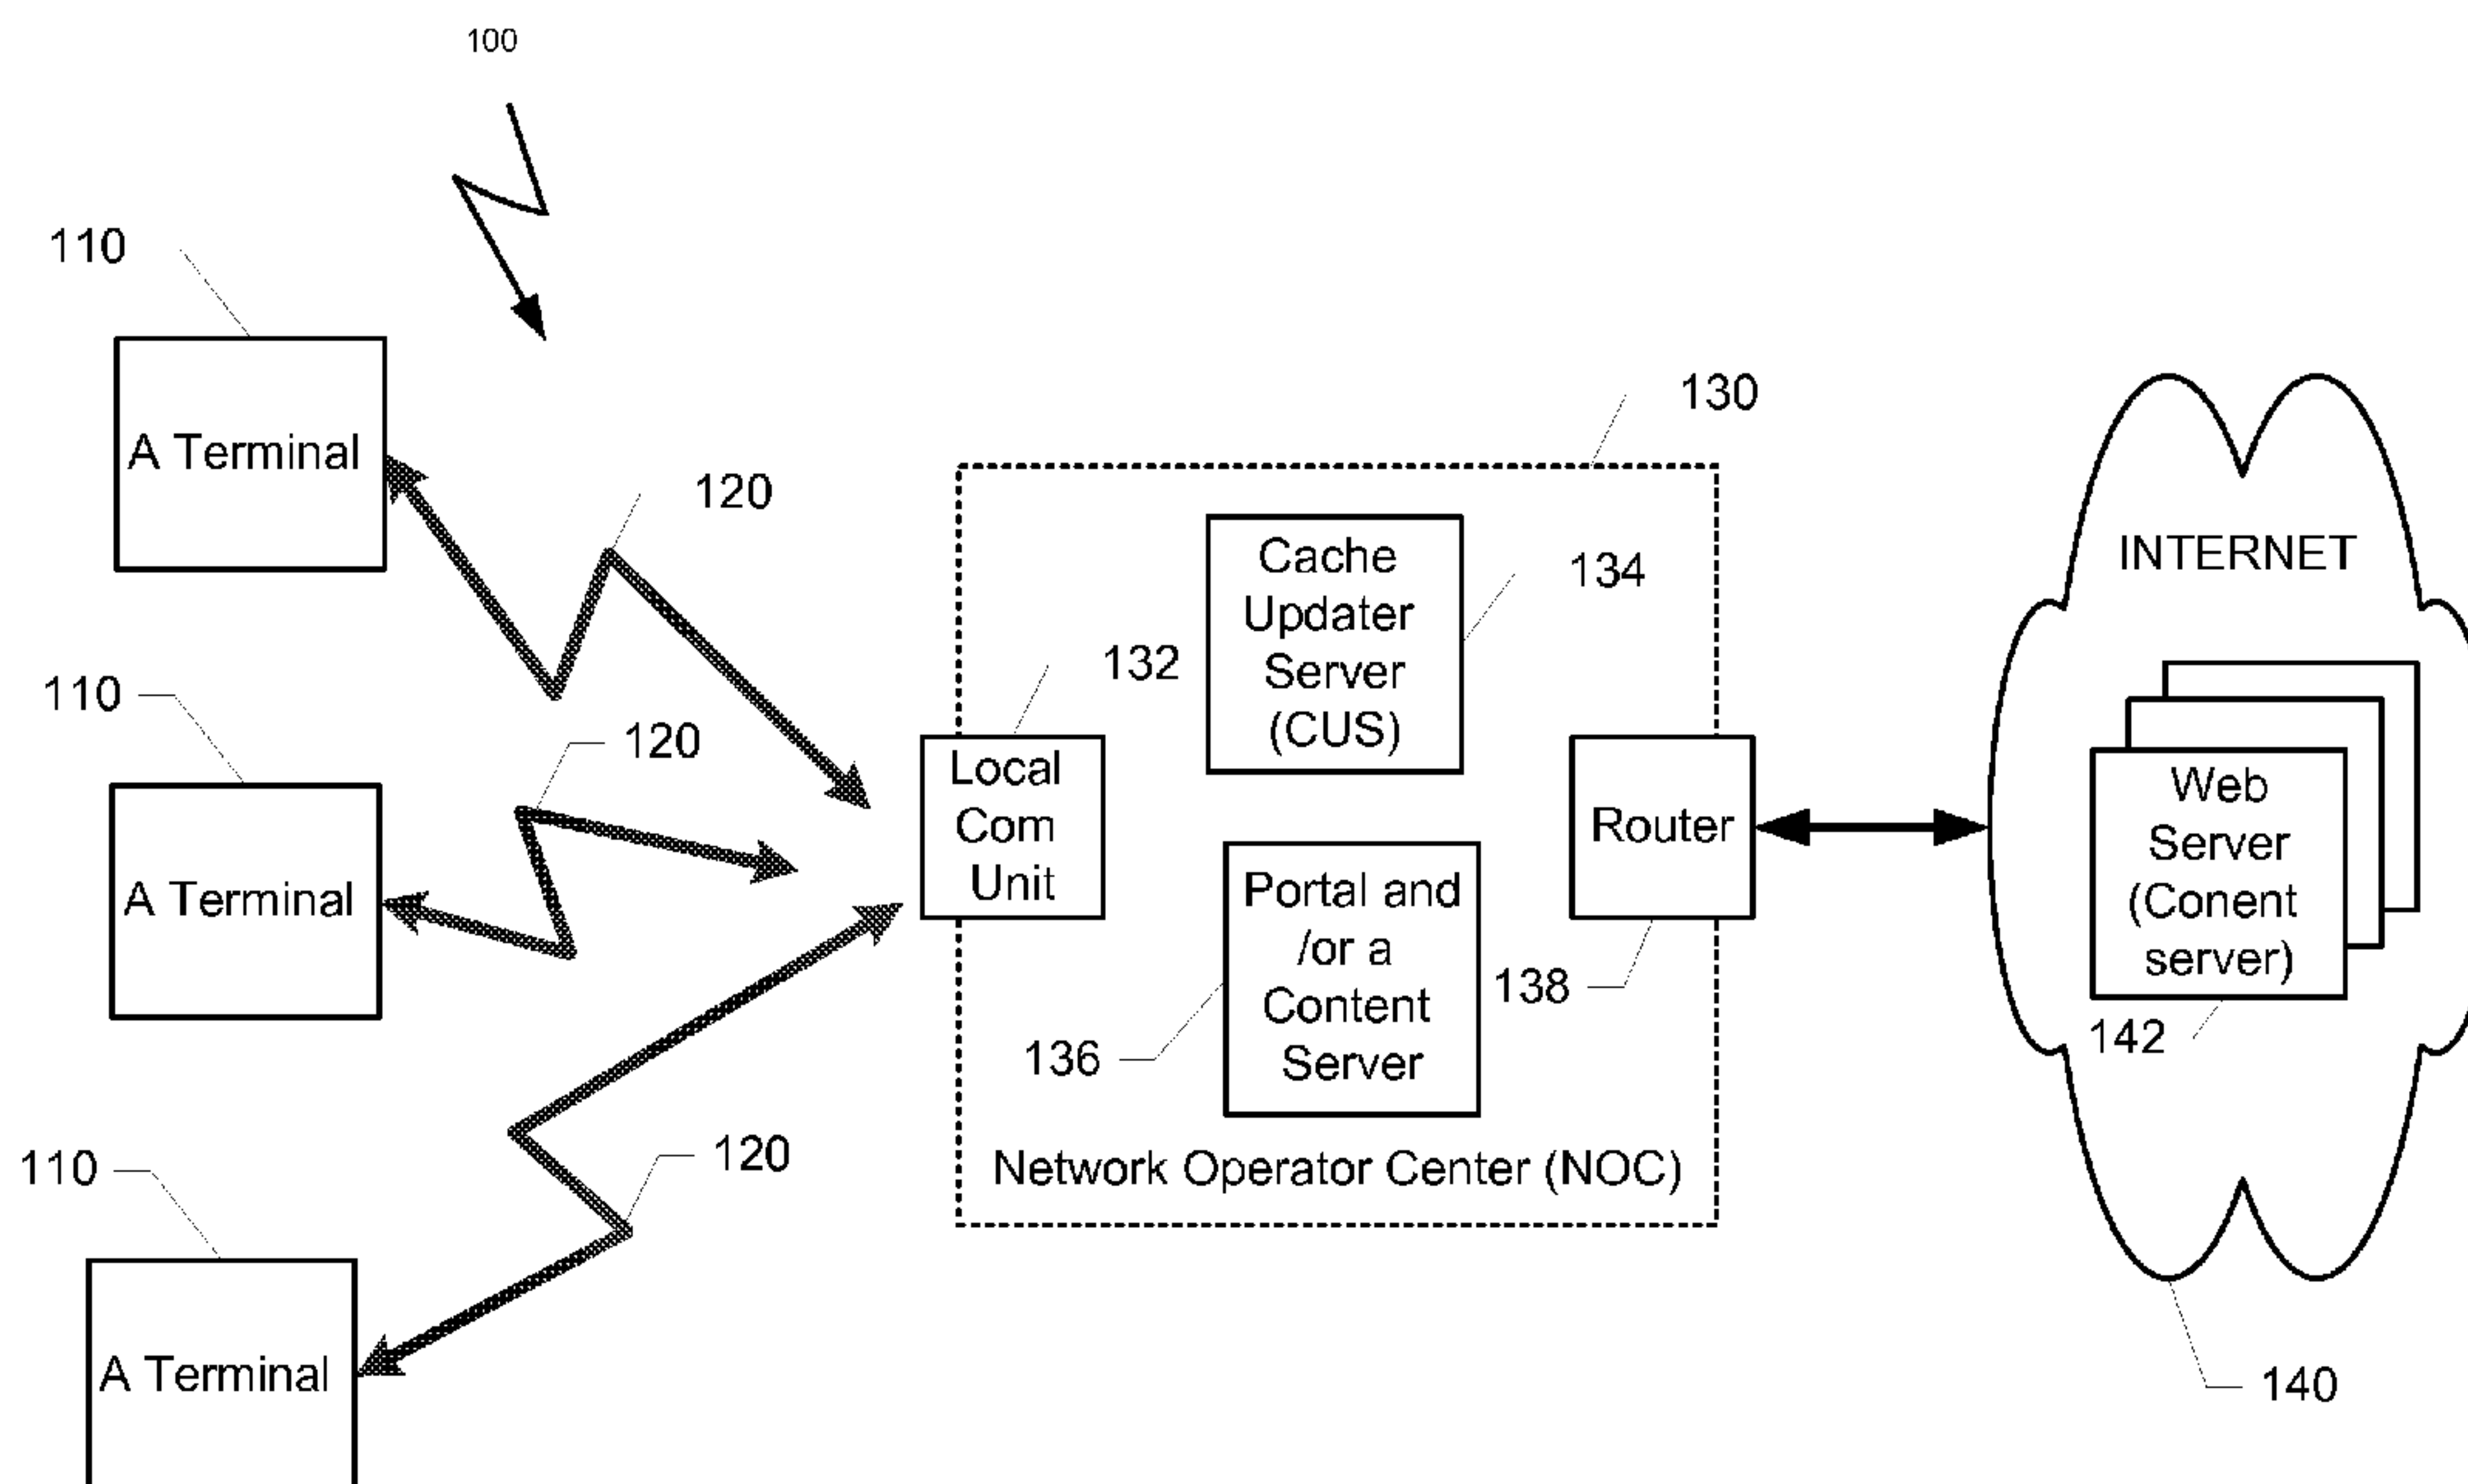 100
110
A Terminal
120
110
120
A Terminal
110
120
A Terminal
130
Cache
Updater
Server
(CUS)
134
132
Local
Com
Unit
Portal and
/or a
Content
Server
136
Router
138
Network Operator Center (NOC)
INTERNET
Web
Server
(Conent
server)
142
140